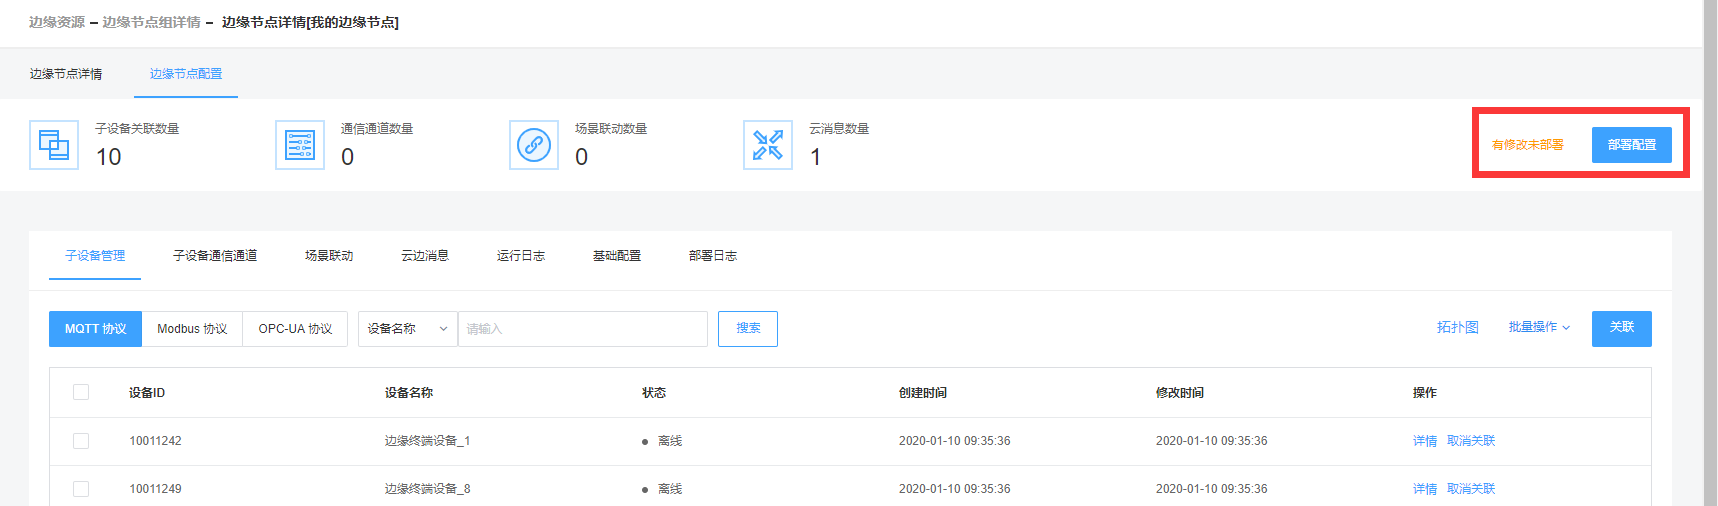 边缘资源 – 边缘节点组详情 – 边缘节点详情[我的边缘节点]
边缘节点详情 边缘节点配置
子设备关联数量 通信通道数量 场景联动数量 云消息数量
10 0 0 1
有修改未部署 部署配置
子设备管理 子设备通信通道 场景联动 云边消息 运行日志 基础配置 部署日志
MQTT 协议 Modbus 协议 OPC-UA 协议 设备名称 请输入 搜索 拓扑图 批量操作 关联
设备ID 设备名称 状态 创建时间 修改时间 操作
10011242 边缘终端设备_1 离线 2020-01-10 09:35:36 2020-01-10 09:35:36 详情 取消关联
10011249 边缘终端设备_8 离线 2020-01-10 09:35:36 2020-01-10 09:35:36 详情 取消关联